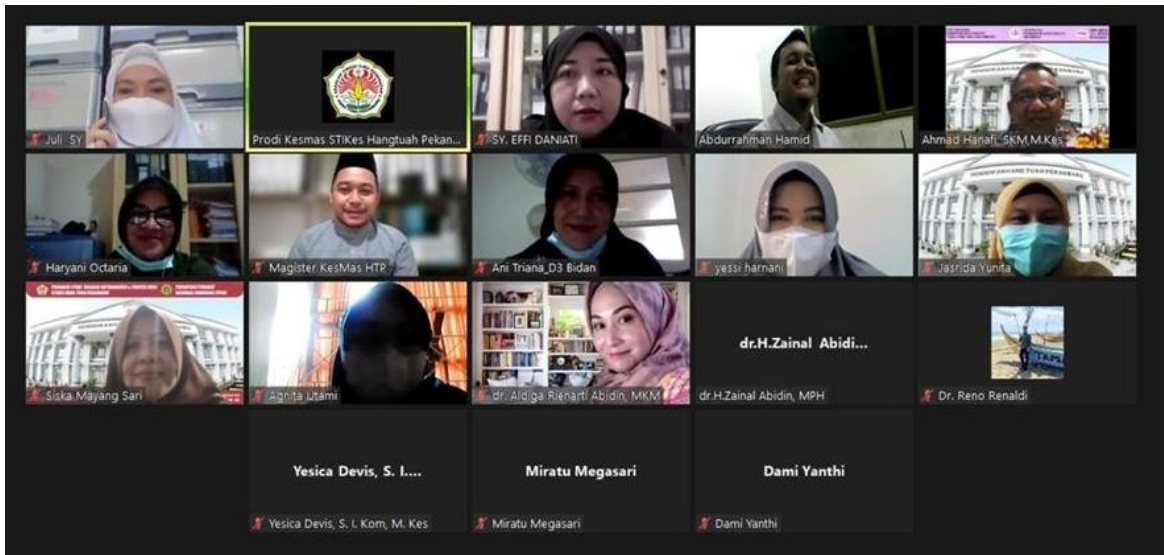 Juli SY
Prodi Kesmas STIKes Hangtuah Pekan...
SY. EFFI DANIATI
Abdurrahman Hamid
Ahmad Hanafi, SKM,M.Kes
Haryani Octaria
Magister KesMas HTP
Ani Triana_D3 Bidan
yessi harnani
Jasrida Yunita
Siska Mayang Sari
Agnita Utami
dr. Aldiga Rienarti Abidin, MKM
dr.H.Zainal Abidi...
dr.H.Zainal Abidin, MPH
Dr. Reno Renaldi
Yesica Devis, S. I....
Yesica Devis, S. I. Kom, M. Kes
Miratu Megasari
Miratu Megasari
Dami Yanthi
Dami Yanthi